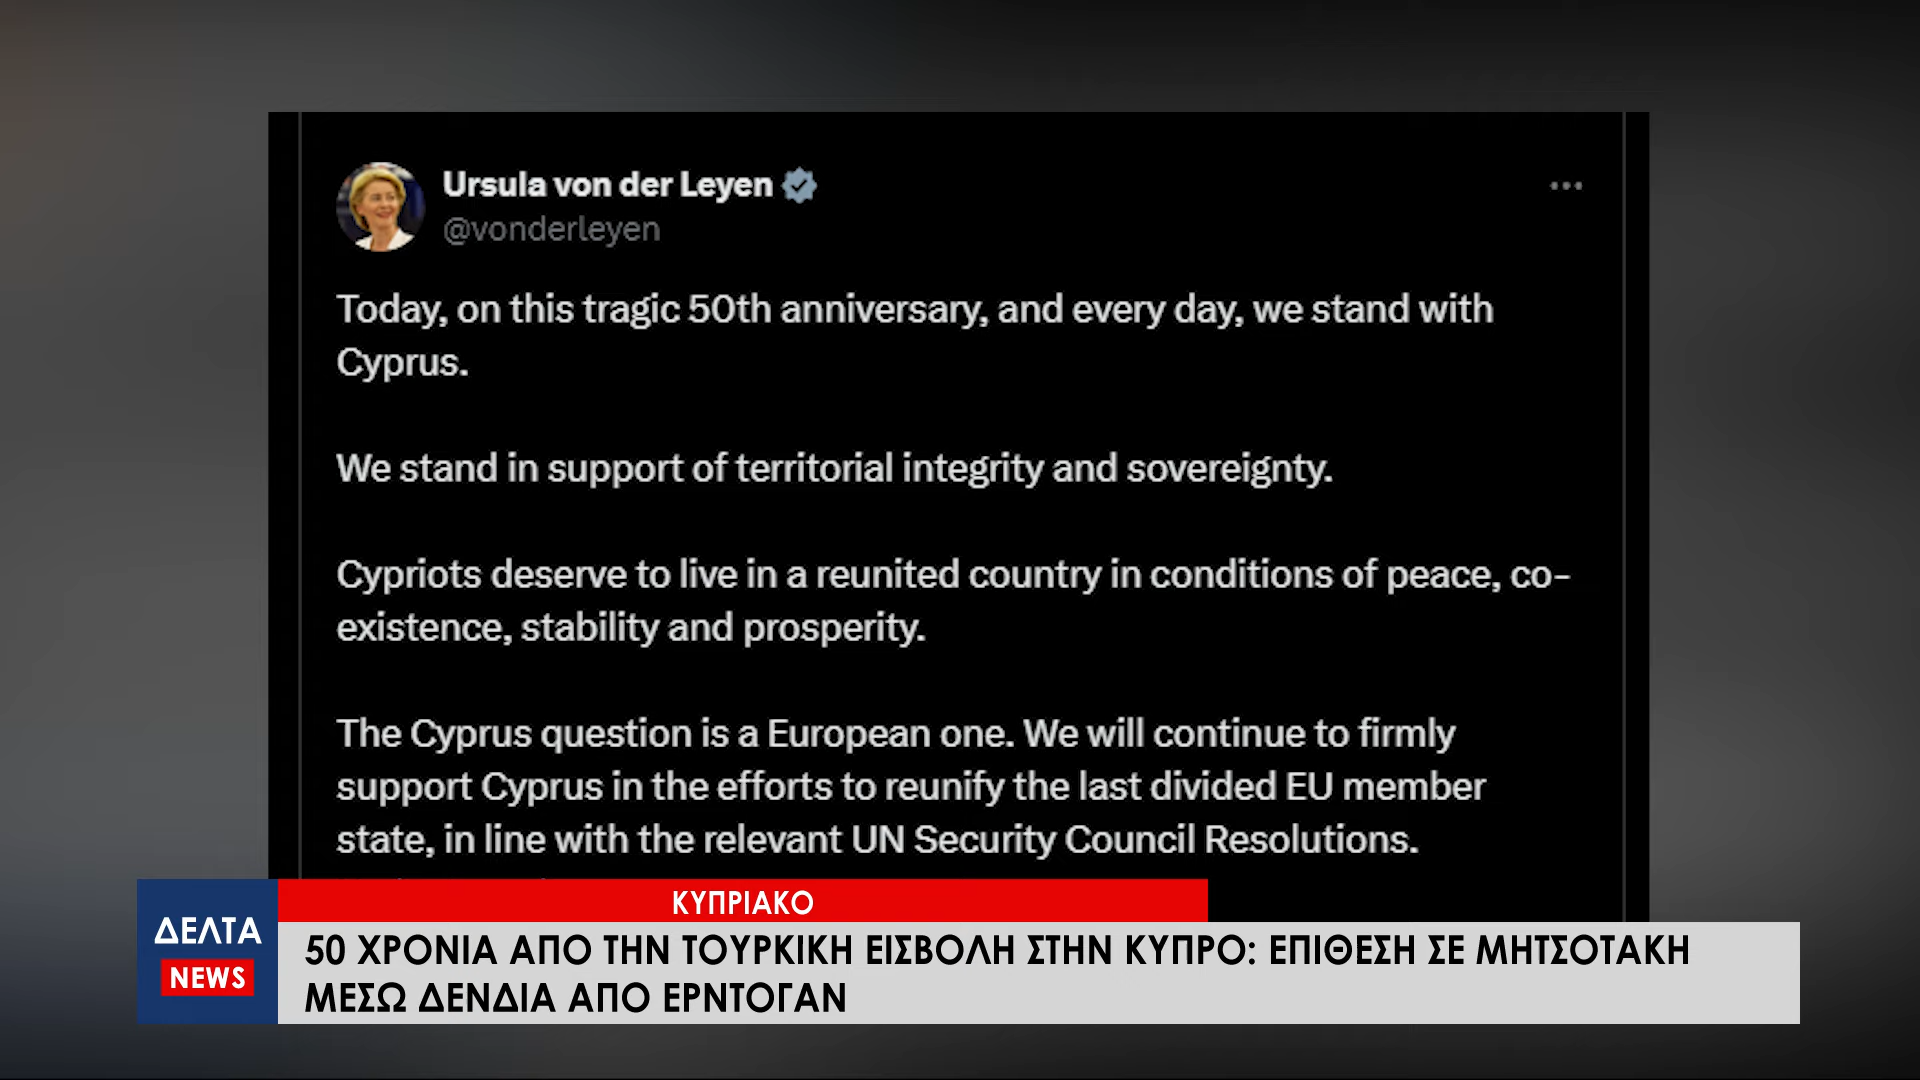 Ursula von der Leyen
@vonderleyen
Today, on this tragic 50th anniversary, and every day, we stand with
Cyprus.
We stand in support of territorial integrity and sovereignty.
Cypriots deserve to live in a reunited country in conditions of peace, co-
existence, stability and prosperity.
The Cyprus question is a European one. We will continue to firmly
support Cyprus in the efforts to reunify the last divided EU member
state, in line with the relevant UN Security Council Resolutions.
ΚΥΠΡΙΑΚΟ
ΔΕΛΤΑ
NEWS
50 ΧΡΟΝΙΑ ΑΠΟ ΤΗΝ ΤΟΥΡΚΙΚΗ ΕΙΣΒΟΛΗ ΣΤΗΝ ΚΥΠΡΟ: ΕΠΙΘΕΣΗ ΣΕ ΜΗΤΣΟΤΑΚΗ
ΜΕΣΩ ΔΕΝΔΙΑ ΑΠΟ ΕΡΝΤΟΓΑΝ